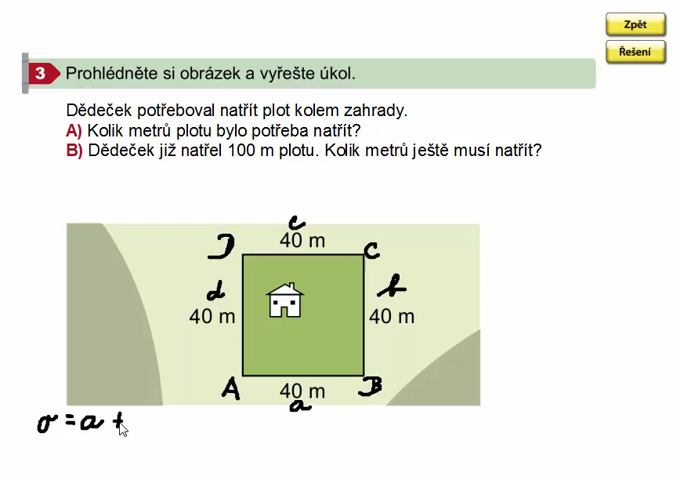 Zpět
Řešení
3 Prohlédněte si obrázek a vyřešte úkol.
Dědeček potřeboval natřít plot kolem zahrady.
A) Kolik metrů plotu bylo potřeba natřít?
B) Dědeček již natřel 100 m plotu. Kolik metrů ještě musí natřít?
c
D 40 m C
d b
40 m 40 m
A 40 m B
a
o = a +